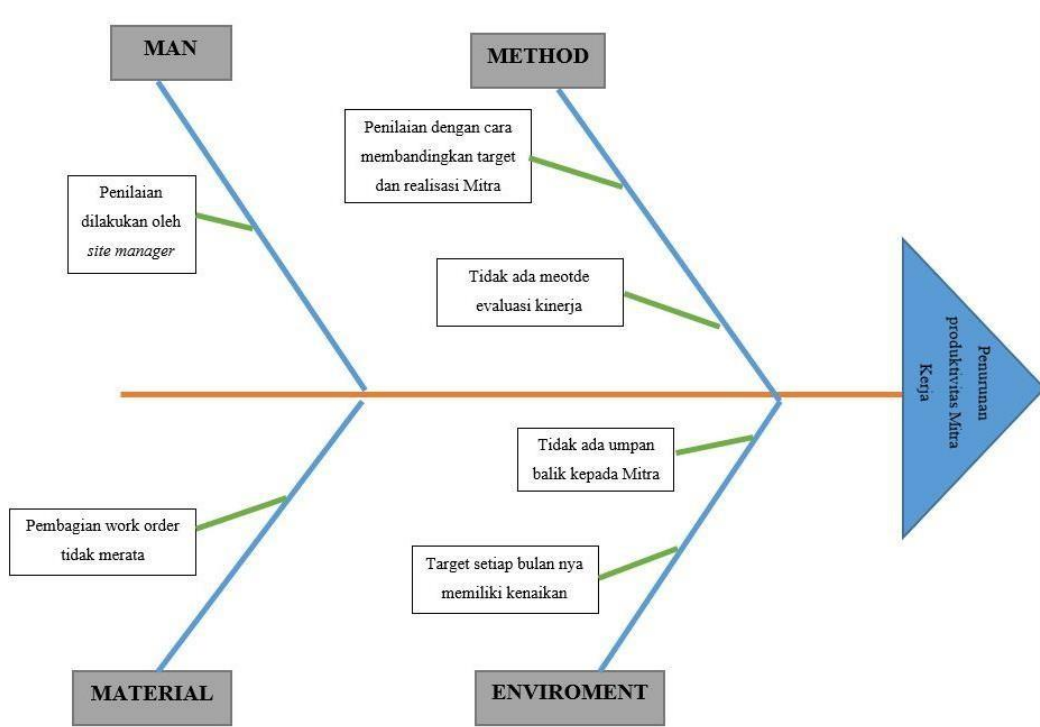 MAN
METHOD
Penilaian dengan cara
membandingkan target
dan realisasi Mitra
Penilaian
dilakukan oleh
site manager
Tidak ada meotde
evaluasi kinerja
Penurunan
produktivitas Mitra
Kerja
Tidak ada umpan
balik kepada Mitra
Pembagian work order
tidak merata
Target setiap bulan nya
memiliki kenaikan
MATERIAL
ENVIROMENT